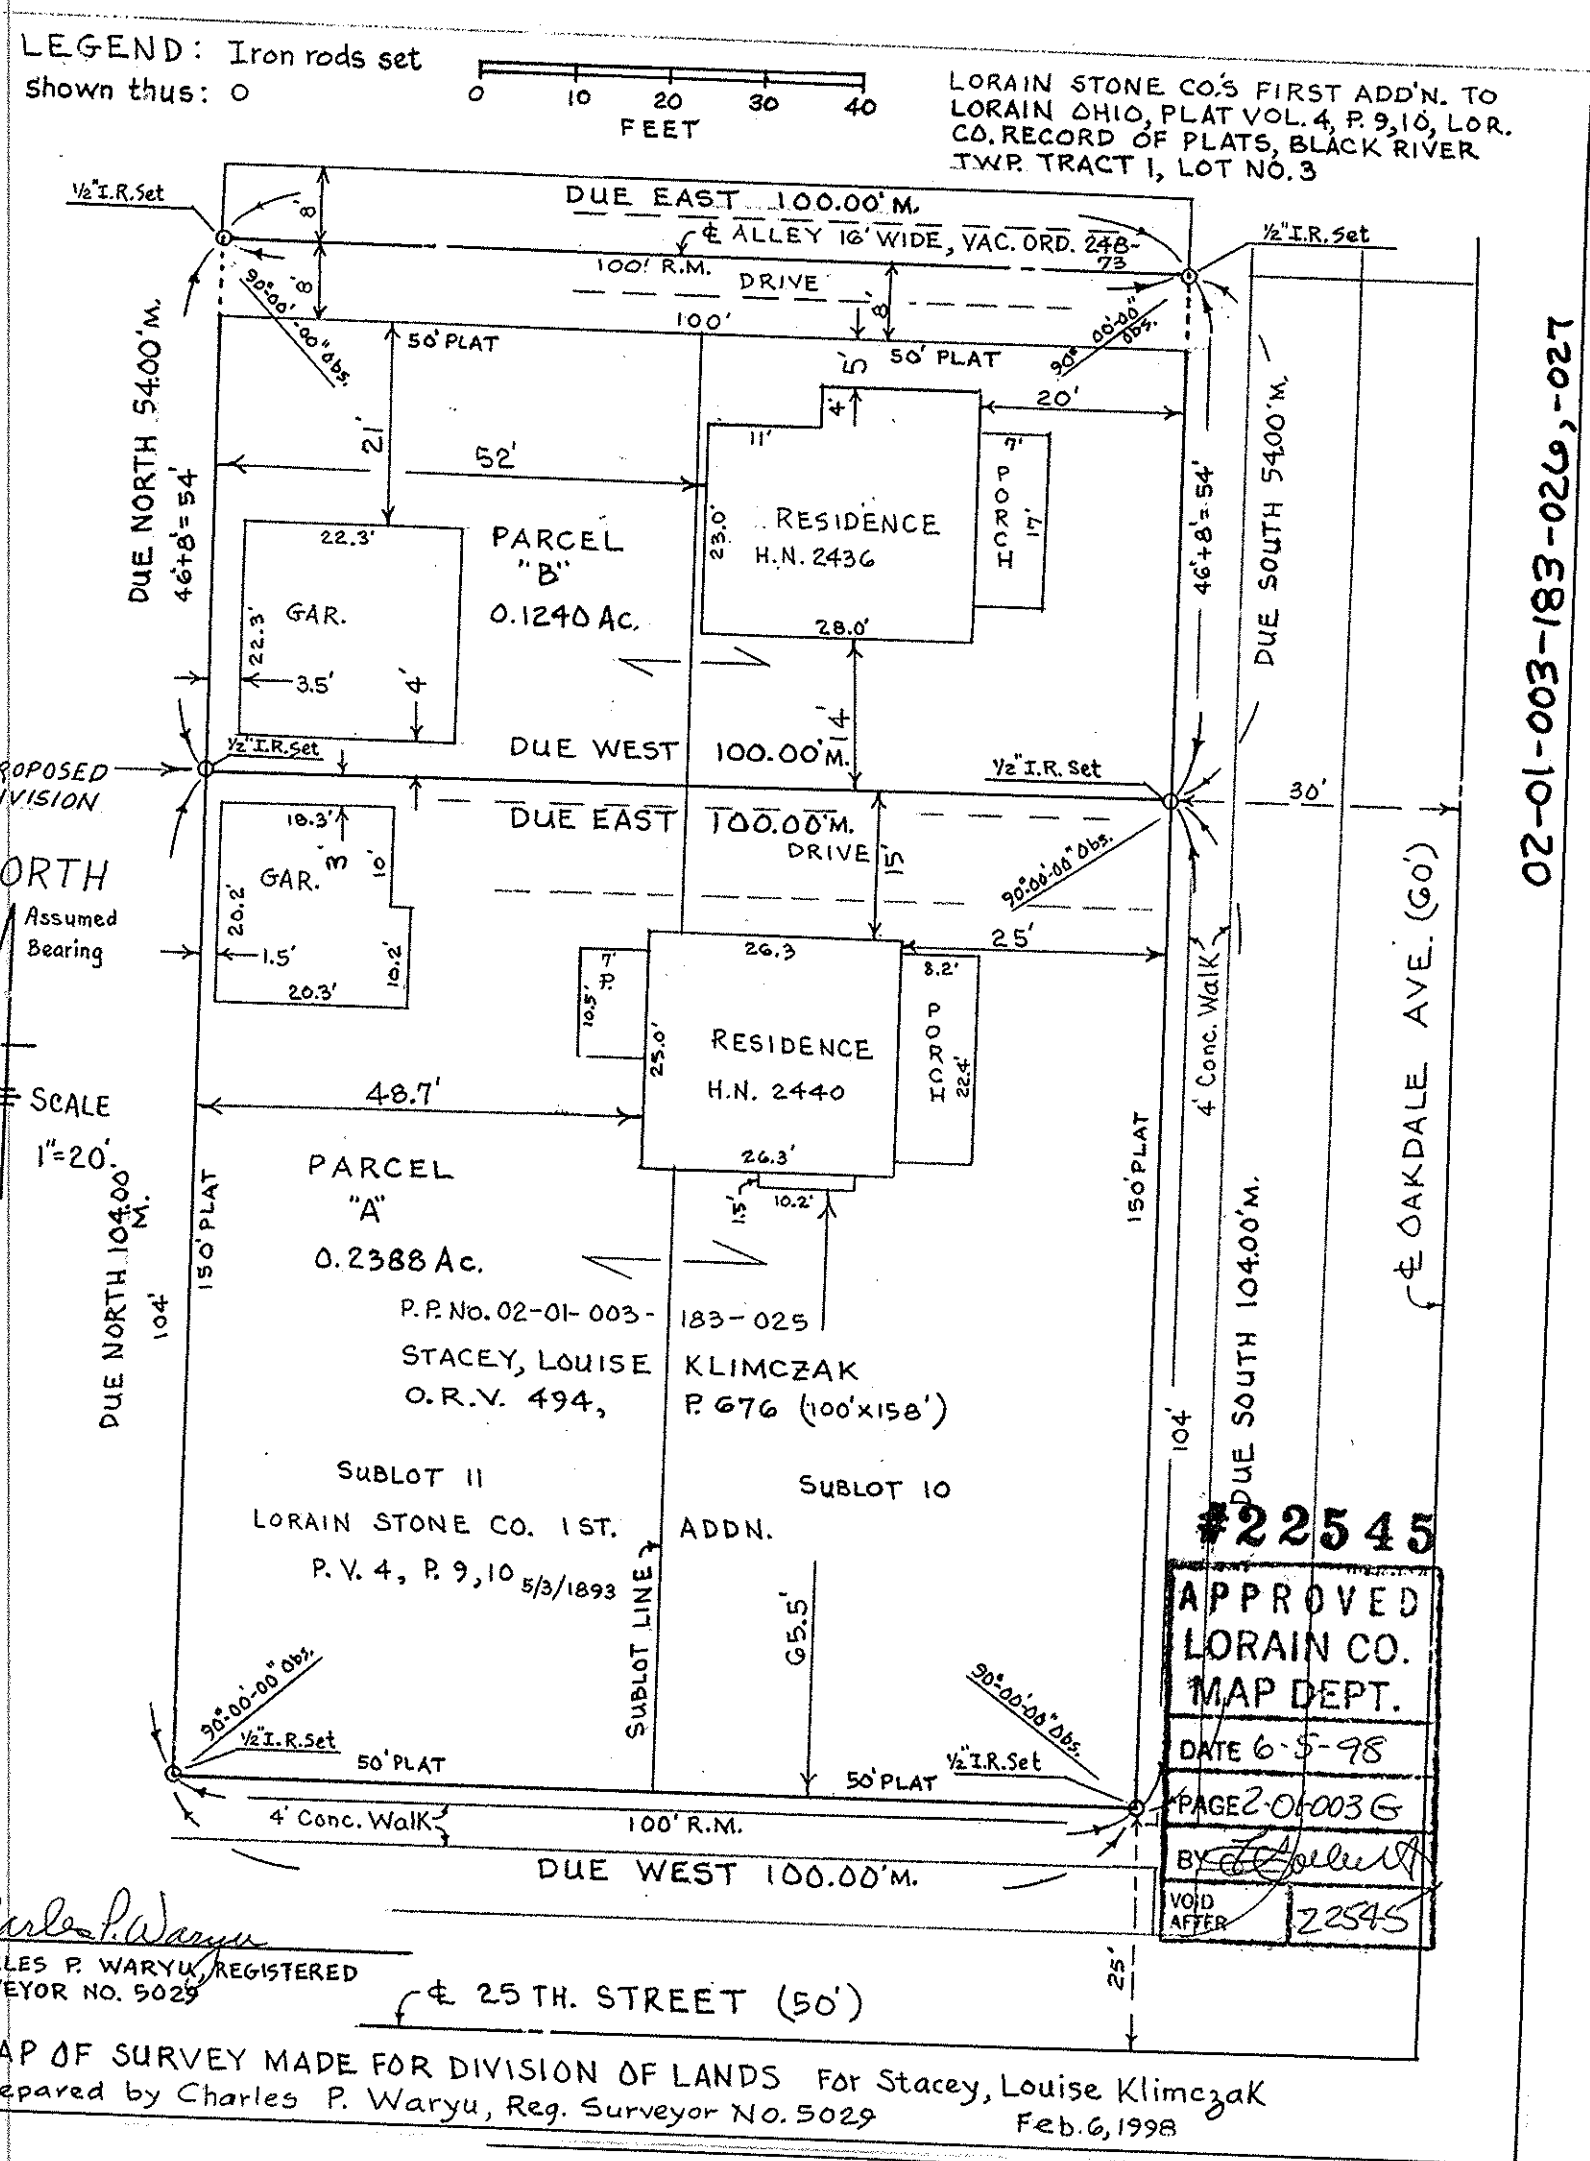 LEGEND: Iron rods set
shown thus: O
0 10 20 30 40
FEET
LORAIN STONE CO.'S FIRST ADD'N. TO
LORAIN OHIO, PLAT VOL. 4, P. 9,10, LOR.
CO. RECORD OF PLATS, BLACK RIVER
TWP. TRACT 1, LOT NO. 3
1/2" I.R. Set
8'
DUE EAST 100.00' M.
℄ ALLEY 16' WIDE, VAC. ORD. 248-
73
1/2" I.R. Set
100' R.M.
DRIVE
8'
8'
90°-00'-00" Obs.
100'
50' PLAT
50' PLAT
90°-00'-00" Obs.
5'
4'
20'
DUE NORTH 54.00' M.
46'+8'=54'
21'
52'
11'
7'
PORCH
17'
23.0'
RESIDENCE
H.N. 2436
28.0'
46'+8'=54'
DUE SOUTH 54.00' M.
02-01-003-183-026,-027
22.3'
GAR.
22.3'
3.5'
4'
PARCEL
"B"
0.1240 AC.
14'
1/2" I.R. Set
DUE WEST 100.00' M.
1/2" I.R. Set
OPOSED
VISION
30'
DUE EAST 100.00' M.
DRIVE
15'
90°-00'-00" Obs.
ORTH
Assumed
Bearing
18.3'
3'
10'
GAR.
20.2'
1.5'
10.2'
20.3'
25'
26.3
7'
P.
10.5'
25.0'
8.2'
PORCH
22.4'
RESIDENCE
H.N. 2440
26.3'
1.5'
10.2'
48.7'
4' Conc. Walk
℄ OAKDALE AVE. (60')
SCALE
1"=20'
PARCEL
"A"
0.2388 Ac.
150' PLAT
150' PLAT
DUE NORTH 104.00' M.
104'
DUE SOUTH 104.00' M.
104'
P.P. No. 02-01-003-183-025
STACEY, LOUISE KLIMCZAK
O.R.V. 494, P. 676 (100'x158')
SUBLOT 11
SUBLOT 10
LORAIN STONE CO. 1ST. ADDN.
P.V. 4, P. 9,10 5/3/1893
SUBLOT LINE
65.5'
#22545
APPROVED
LORAIN CO.
MAP DEPT.
DATE 6-5-98
PAGE 2-01-003 G
BY
VOID
AFTER 22545
90°-00'-00" Obs.
90°-00'-00" Obs.
1/2" I.R. Set
50' PLAT
50' PLAT
1/2" I.R. Set
4' Conc. Walk
100' R.M.
DUE WEST 100.00' M.
25'
arles P. Waryu
LES P. WARYU, REGISTERED
EYOR NO. 5029
℄ 25 TH. STREET (50')
AP OF SURVEY MADE FOR DIVISION OF LANDS For Stacey, Louise Klimczak
epared by Charles P. Waryu, Reg. Surveyor No. 5029
Feb. 6, 1998